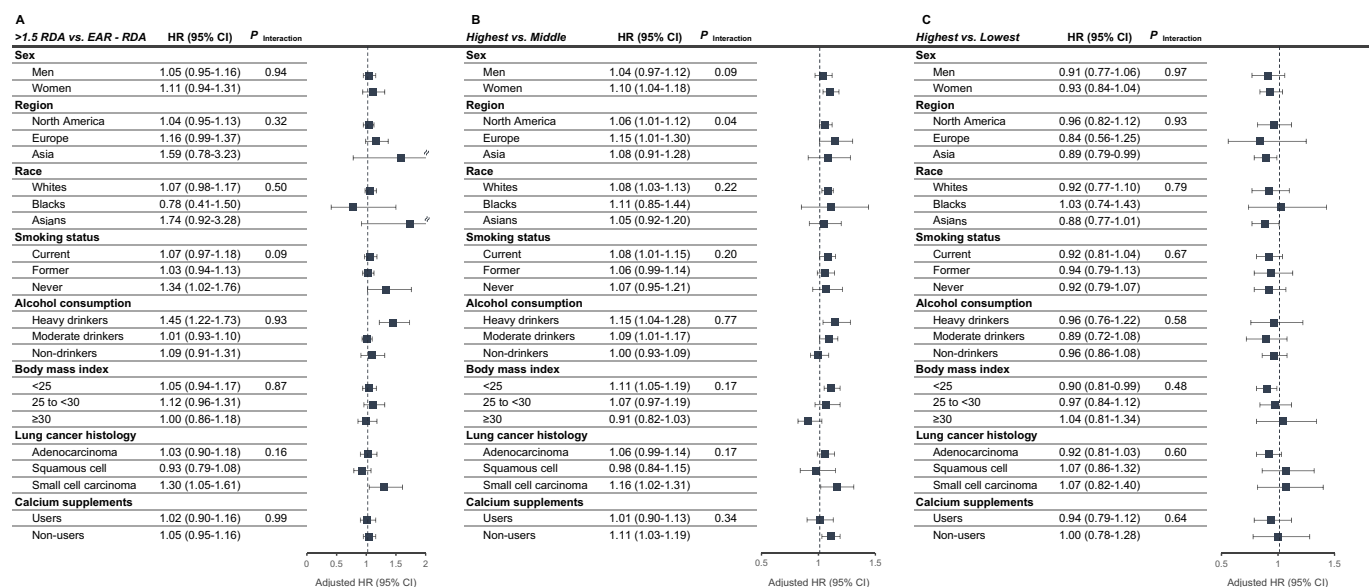 A
>1.5 RDA vs. EAR - RDA HR (95% CI) P Interaction
Sex
Men 1.05 (0.95-1.16) 0.94
Women 1.11 (0.94-1.31)
Region
North America 1.04 (0.95-1.13) 0.32
Europe 1.16 (0.99-1.37)
Asia 1.59 (0.78-3.23)
Race
Whites 1.07 (0.98-1.17) 0.50
Blacks 0.78 (0.41-1.50)
Asians 1.74 (0.92-3.28)
Smoking status
Current 1.07 (0.97-1.18) 0.09
Former 1.03 (0.94-1.13)
Never 1.34 (1.02-1.76)
Alcohol consumption
Heavy drinkers 1.45 (1.22-1.73) 0.93
Moderate drinkers 1.01 (0.93-1.10)
Non-drinkers 1.09 (0.91-1.31)
Body mass index
<25 1.05 (0.94-1.17) 0.87
25 to <30 1.12 (0.96-1.31)
≥30 1.00 (0.86-1.18)
Lung cancer histology
Adenocarcinoma 1.03 (0.90-1.18) 0.16
Squamous cell 0.93 (0.79-1.08)
Small cell carcinoma 1.30 (1.05-1.61)
Calcium supplements
Users 1.02 (0.90-1.16) 0.99
Non-users 1.05 (0.95-1.16)
0 0.5 1 1.5 2
Adjusted HR (95% CI)
B
Highest vs. Middle HR (95% CI) P Interaction
Sex
Men 1.04 (0.97-1.12) 0.09
Women 1.10 (1.04-1.18)
Region
North America 1.06 (1.01-1.12) 0.04
Europe 1.15 (1.01-1.30)
Asia 1.08 (0.91-1.28)
Race
Whites 1.08 (1.03-1.13) 0.22
Blacks 1.11 (0.85-1.44)
Asians 1.05 (0.92-1.20)
Smoking status
Current 1.08 (1.01-1.15) 0.20
Former 1.06 (0.99-1.14)
Never 1.07 (0.95-1.21)
Alcohol consumption
Heavy drinkers 1.15 (1.04-1.28) 0.77
Moderate drinkers 1.09 (1.01-1.17)
Non-drinkers 1.00 (0.93-1.09)
Body mass index
<25 1.11 (1.05-1.19) 0.17
25 to <30 1.07 (0.97-1.19)
≥30 0.91 (0.82-1.03)
Lung cancer histology
Adenocarcinoma 1.06 (0.99-1.14) 0.17
Squamous cell 0.98 (0.84-1.15)
Small cell carcinoma 1.16 (1.02-1.31)
Calcium supplements
Users 1.01 (0.90-1.13) 0.34
Non-users 1.11 (1.03-1.19)
0.5 1 1.5
Adjusted HR (95% CI)
C
Highest vs. Lowest HR (95% CI) P Interaction
Sex
Men 0.91 (0.77-1.06) 0.97
Women 0.93 (0.84-1.04)
Region
North America 0.96 (0.82-1.12) 0.93
Europe 0.84 (0.56-1.25)
Asia 0.89 (0.79-0.99)
Race
Whites 0.92 (0.77-1.10) 0.79
Blacks 1.03 (0.74-1.43)
Asians 0.88 (0.77-1.01)
Smoking status
Current 0.92 (0.81-1.04) 0.67
Former 0.94 (0.79-1.13)
Never 0.92 (0.79-1.07)
Alcohol consumption
Heavy drinkers 0.96 (0.76-1.22) 0.58
Moderate drinkers 0.89 (0.72-1.08)
Non-drinkers 0.96 (0.86-1.08)
Body mass index
<25 0.90 (0.81-0.99) 0.48
25 to <30 0.97 (0.84-1.12)
≥30 1.04 (0.81-1.34)
Lung cancer histology
Adenocarcinoma 0.92 (0.81-1.03) 0.60
Squamous cell 1.07 (0.86-1.32)
Small cell carcinoma 1.07 (0.82-1.40)
Calcium supplements
Users 0.94 (0.79-1.12) 0.64
Non-users 1.00 (0.78-1.28)
0.5 1 1.5
Adjusted HR (95% CI)